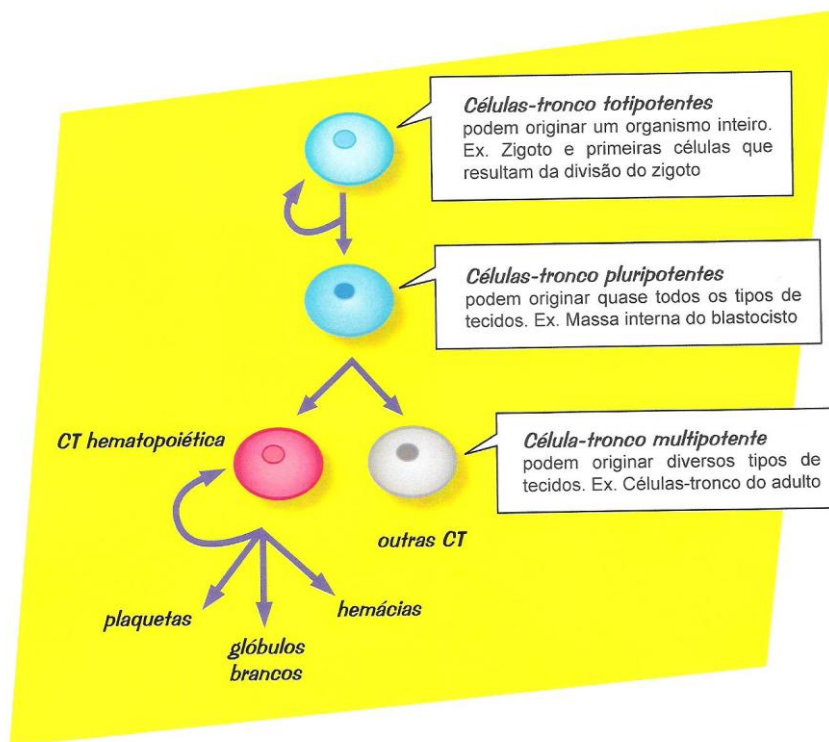 Células-tronco totipotentes
podem originar um organismo inteiro.
Ex. Zigoto e primeiras células que
resultam da divisão do zigoto
Células-tronco pluripotentes
podem originar quase todos os tipos de
tecidos. Ex. Massa interna do blastocisto
CT hematopoiética
Célula-tronco multipotente
podem originar diversos tipos de
tecidos. Ex. Células-tronco do adulto
outras CT
plaquetas
glóbulos
brancos
hemácias